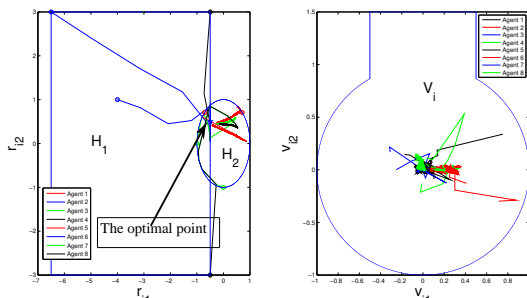 3
2
1
0
−1
−2
−3
−7 −6 −5 −4 −3 −2 −1 0 1
r_i2
r_i1
H_1
H_2
The optimal point
Agent 1
Agent 2
Agent 3
Agent 4
Agent 5
Agent 6
Agent 7
Agent 8
1.5
1
0.5
0
−0.5
−1
−1 −0.8 −0.6 −0.4 −0.2 0 0.2 0.4 0.6 0.8 1
v_i2
v_i1
V_i
Agent 1
Agent 2
Agent 3
Agent 4
Agent 5
Agent 6
Agent 7
Agent 8